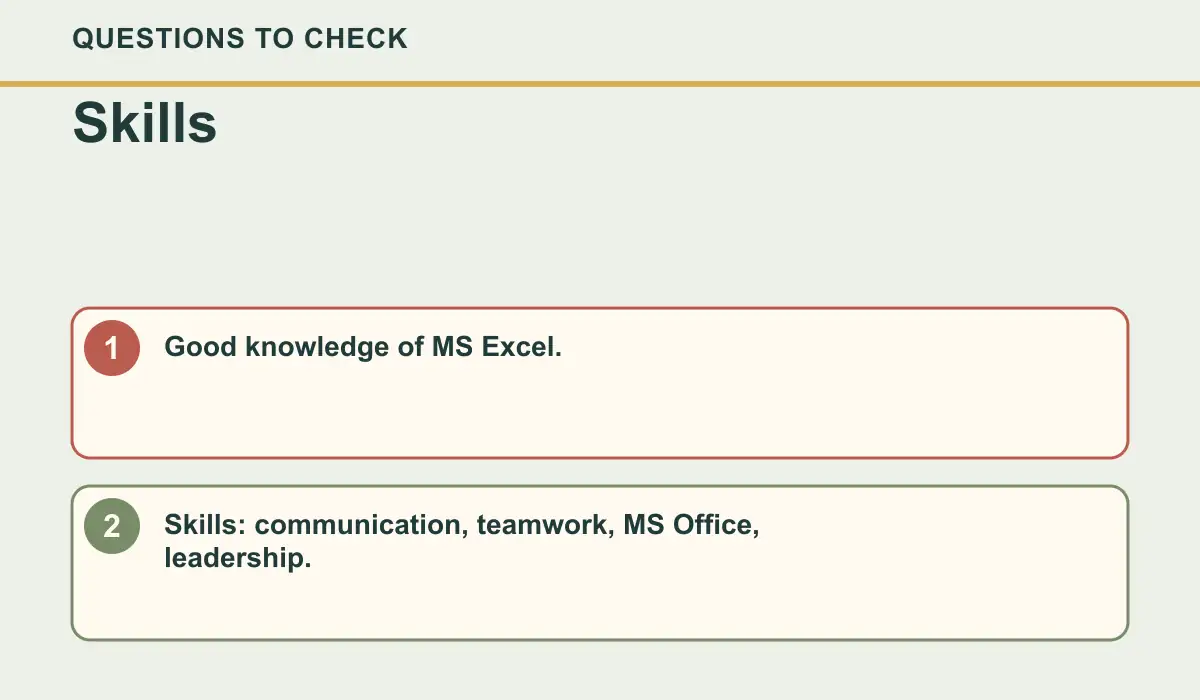 QUESTIONS TO CHECK
Skills
1 Good knowledge of MS Excel.
2 Skills: communication, teamwork, MS Office,
leadership.